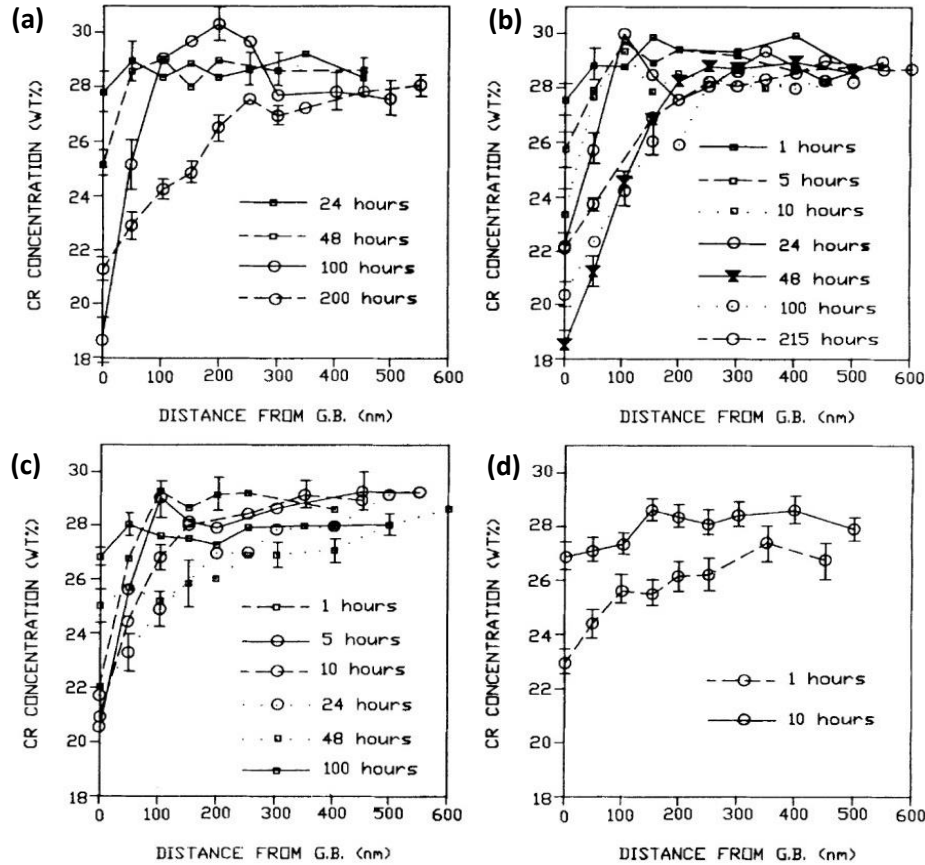 (a)
CR CONCENTRATION (WT%)
30
28
26
24
22
20
18
24 hours
48 hours
100 hours
200 hours
0 100 200 300 400 500 600
DISTANCE FROM G.B. (nm)
(b)
CR CONCENTRATION (WT%)
30
28
26
24
22
20
18
1 hours
5 hours
10 hours
24 hours
48 hours
100 hours
215 hours
0 100 200 300 400 500 600
DISTANCE FROM G.B. (nm)
(c)
CR CONCENTRATION (WT%)
30
28
26
24
22
20
18
1 hours
5 hours
10 hours
24 hours
48 hours
100 hours
0 100 200 300 400 500 600
DISTANCE FROM G.B. (nm)
(d)
CR CONCENTRATION (WT%)
30
28
26
24
22
20
18
1 hours
10 hours
0 100 200 300 400 500 600
DISTANCE FROM G.B. (nm)